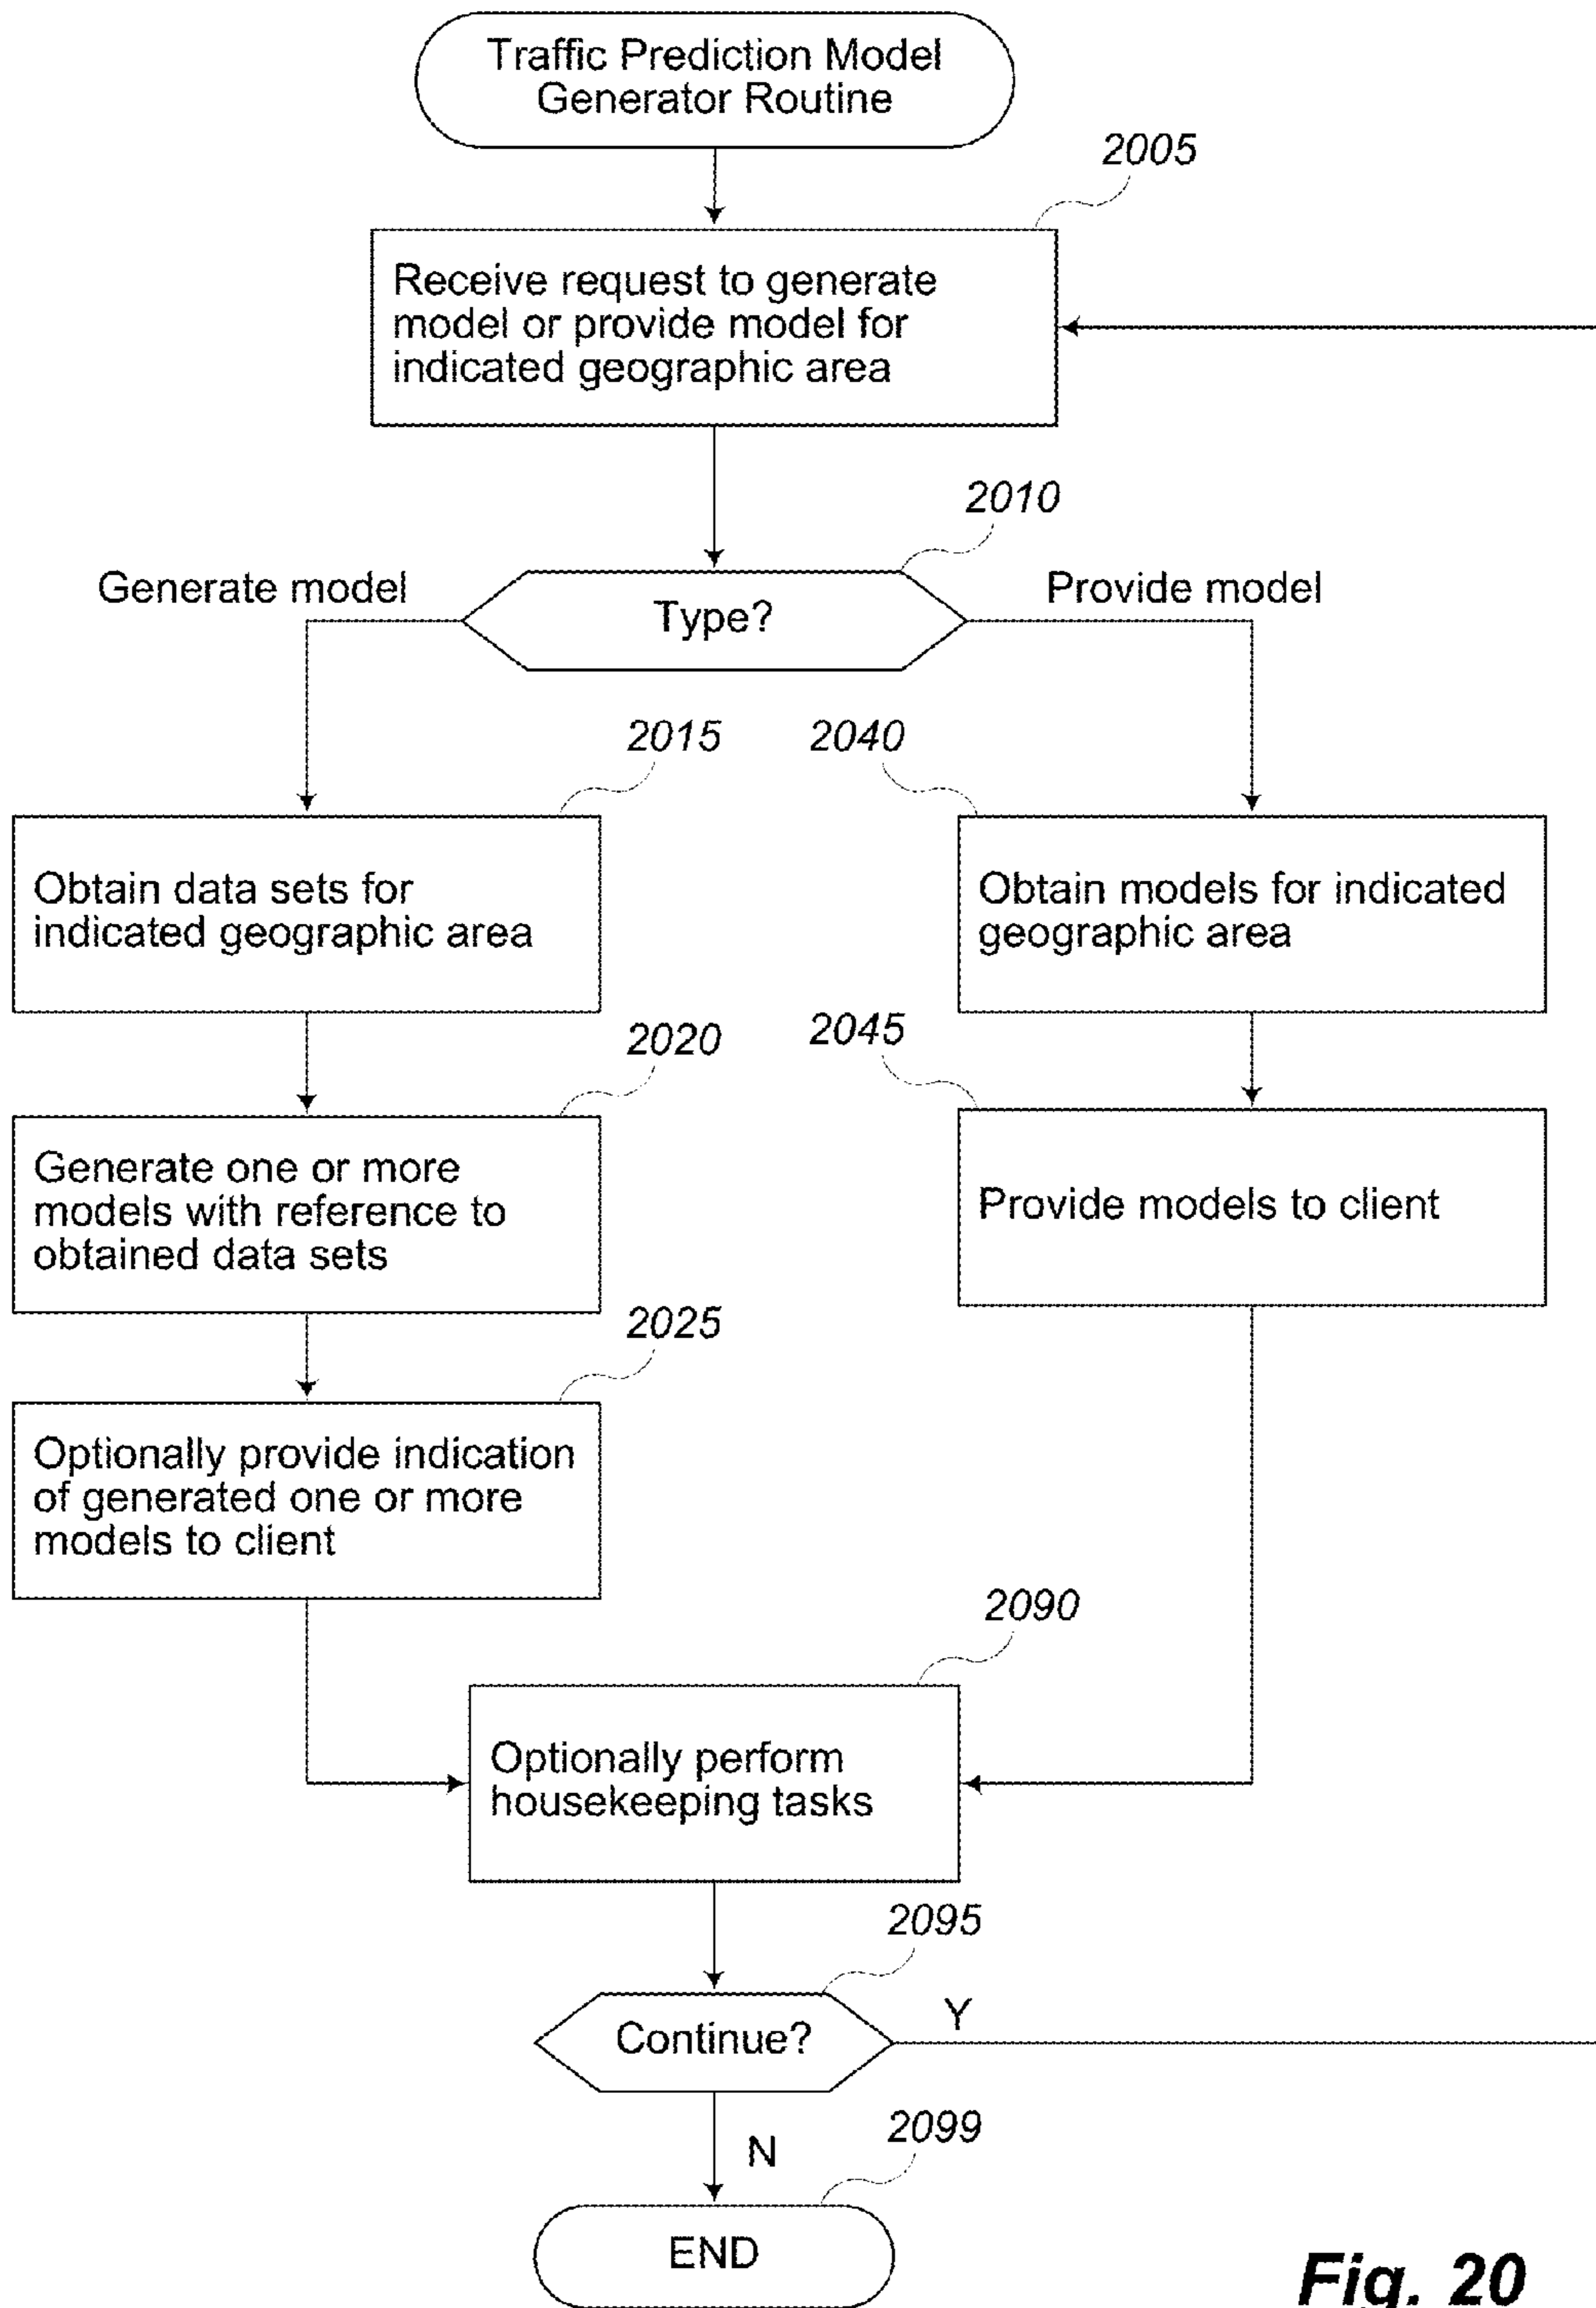 Traffic Prediction Model
Generator Routine
2005
Receive request to generate
model or provide model for
indicated geographic area
2010
Generate model
Type?
Provide model
2015
2040
Obtain data sets for
indicated geographic area
Obtain models for indicated
geographic area
2020
2045
Generate one or more
models with reference to
obtained data sets
Provide models to client
2025
Optionally provide indication
of generated one or more
models to client
2090
Optionally perform
housekeeping tasks
2095
Continue?
Y
N
2099
END
Fig. 20